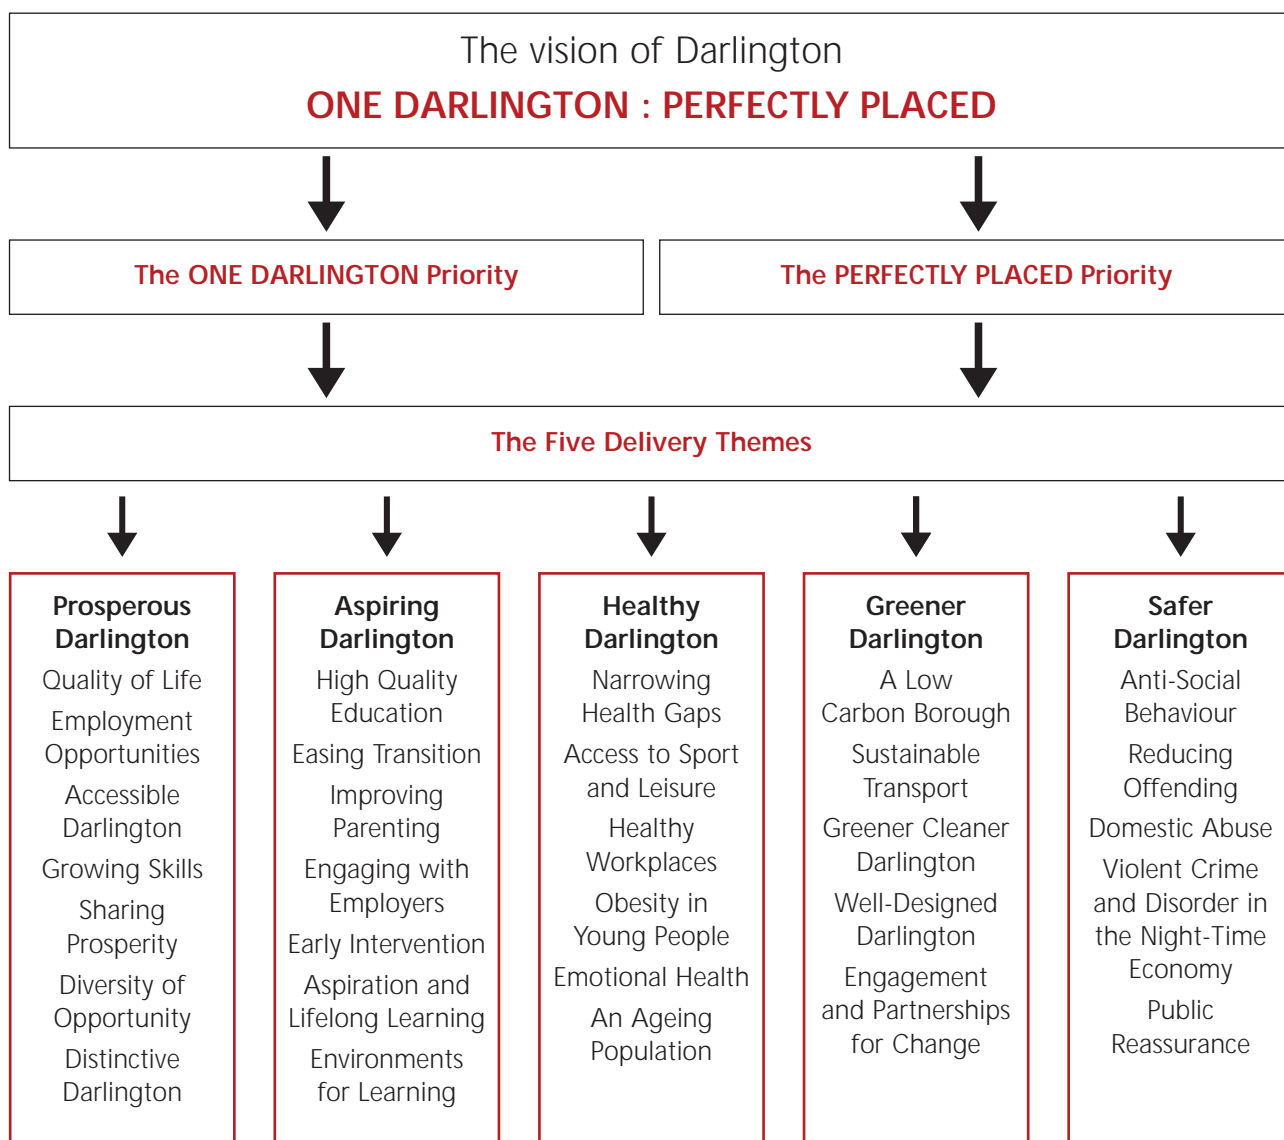 The vision of Darlington
ONE DARLINGTON : PERFECTLY PLACED
The ONE DARLINGTON Priority
The PERFECTLY PLACED Priority
The Five Delivery Themes
Prosperous
Darlington
Quality of Life
Employment
Opportunities
Accessible
Darlington
Growing Skills
Sharing
Prosperity
Diversity of
Opportunity
Distinctive
Darlington
Aspiring
Darlington
High Quality
Education
Easing Transition
Improving
Parenting
Engaging with
Employers
Early Intervention
Aspiration and
Lifelong Learning
Environments
for Learning
Healthy
Darlington
Narrowing
Health Gaps
Access to Sport
and Leisure
Healthy
Workplaces
Obesity in
Young People
Emotional Health
An Ageing
Population
Greener
Darlington
A Low
Carbon Borough
Sustainable
Transport
Greener Cleaner
Darlington
Well-Designed
Darlington
Engagement
and Partnerships
for Change
Safer
Darlington
Anti-Social
Behaviour
Reducing
Offending
Domestic Abuse
Violent Crime
and Disorder in
the Night-Time
Economy
Public
Reassurance